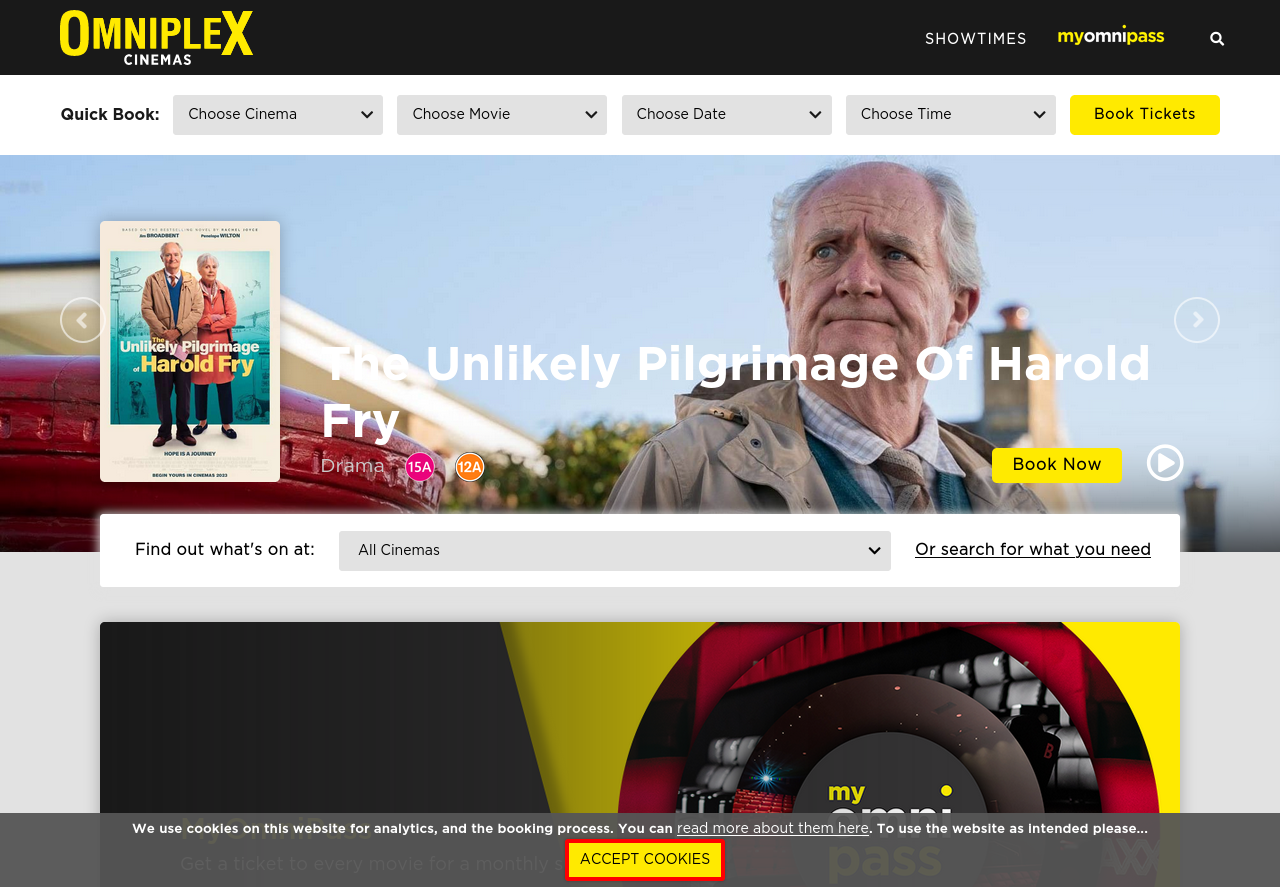 OMNIPLEX
CINEMAS
SHOWTIMES
myomnipass
Quick Book:
Choose Cinema
Choose Movie
Choose Date
Choose Time
Book Tickets
BASED ON THE BESTSELLING NOVEL BY RACHEL JOYCE
Jim BROADBENT
Penelope WILTON
The
Unlikely Pilgrimage
of Harold Fry
HOPE IS A JOURNEY
BEGIN YOURS IN CINEMAS 2023
The Unlikely Pilgrimage Of Harold
Fry
Drama
15A
12A
Book Now
Find out what's on at:
All Cinemas
Or search for what you need
my
omni
pass
MyOmniPass
Get a ticket to every movie for a monthly s
We use cookies on this website for analytics, and the booking process. You can read more about them here. To use the website as intended please...
ACCEPT COOKIES